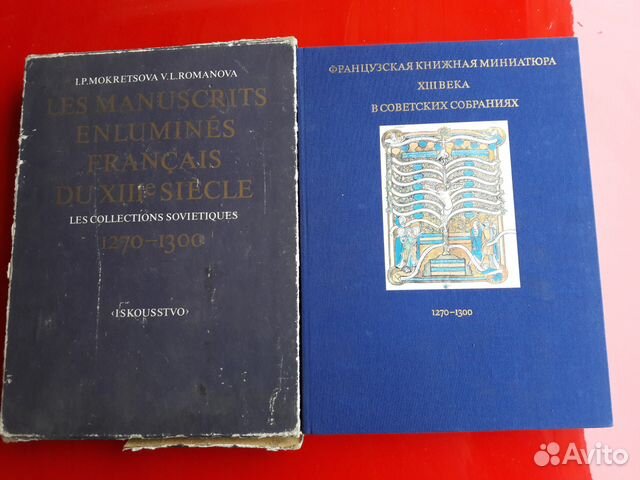 I.P.MOKRETSOVA V.L.ROMANOVA
LES MANUSCRITS
ENLUMINÉS
FRANÇAIS
DU XIIIe SIÈCLE
LES COLLECTIONS SOVIETIQUES
1270–1300
‹ISKOUSSTVO›
ФРАНЦУЗСКАЯ КНИЖНАЯ МИНИАТЮРА
XIII ВЕКА
В СОВЕТСКИХ СОБРАНИЯХ
1270–1300
Avito